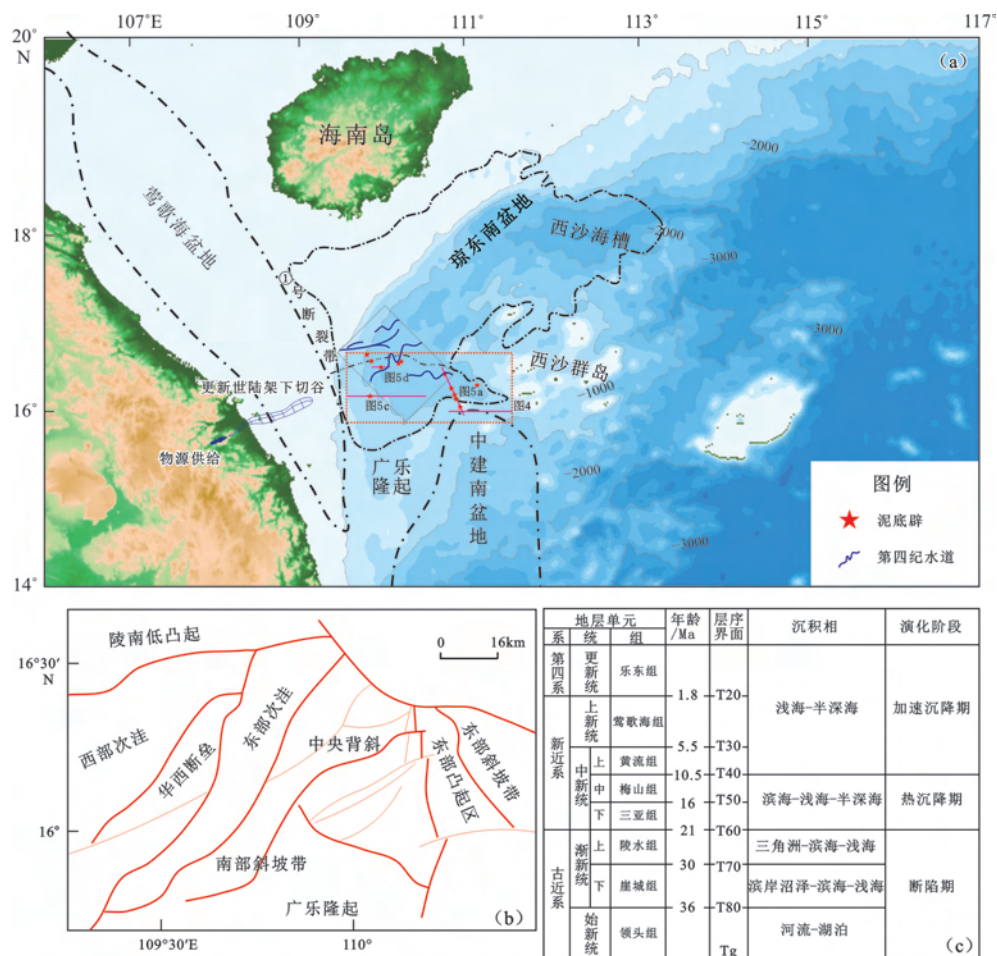 107°E
109°
111°
113°
115°
117°
20°
N
18°
16°
14°
(a)
海南岛
莺歌海盆地
琼东南盆地
西沙海槽
①号断裂带
西沙群岛
更新世陆架下切谷
物源供给
图5d
图5a
图5c
图4
广乐
隆起
中建南盆地
-2000
-3000
-3000
-3000
-1000
-2000
-3000
图例
泥底辟
第四纪水道
0 16km
16°30′
N
16°
109°30′E
110°
陵南低凸起
西部次洼
华西断垒
东部次洼
中央背斜
东部凸起区
东部斜坡带
南部斜坡带
广乐隆起
(b)
地层单元 年龄/Ma 层序界面 沉积相 演化阶段
系 统 组
第四系 更新统 乐东组
1.8 T20
新近系 上新统 莺歌海组 浅海-半深海 加速沉降期
5.5 T30
中新统 上 黄流组
10.5 T40
中 梅山组 滨海-浅海-半深海 热沉降期
16 T50
下 三亚组
21 T60
古近系 渐新统 上 陵水组 三角洲-滨海-浅海
30 T70
下 崖城组 滨岸沼泽-滨海-浅海 断陷期
36 T80
始新统 领头组 河流-湖泊
Tg
(c)